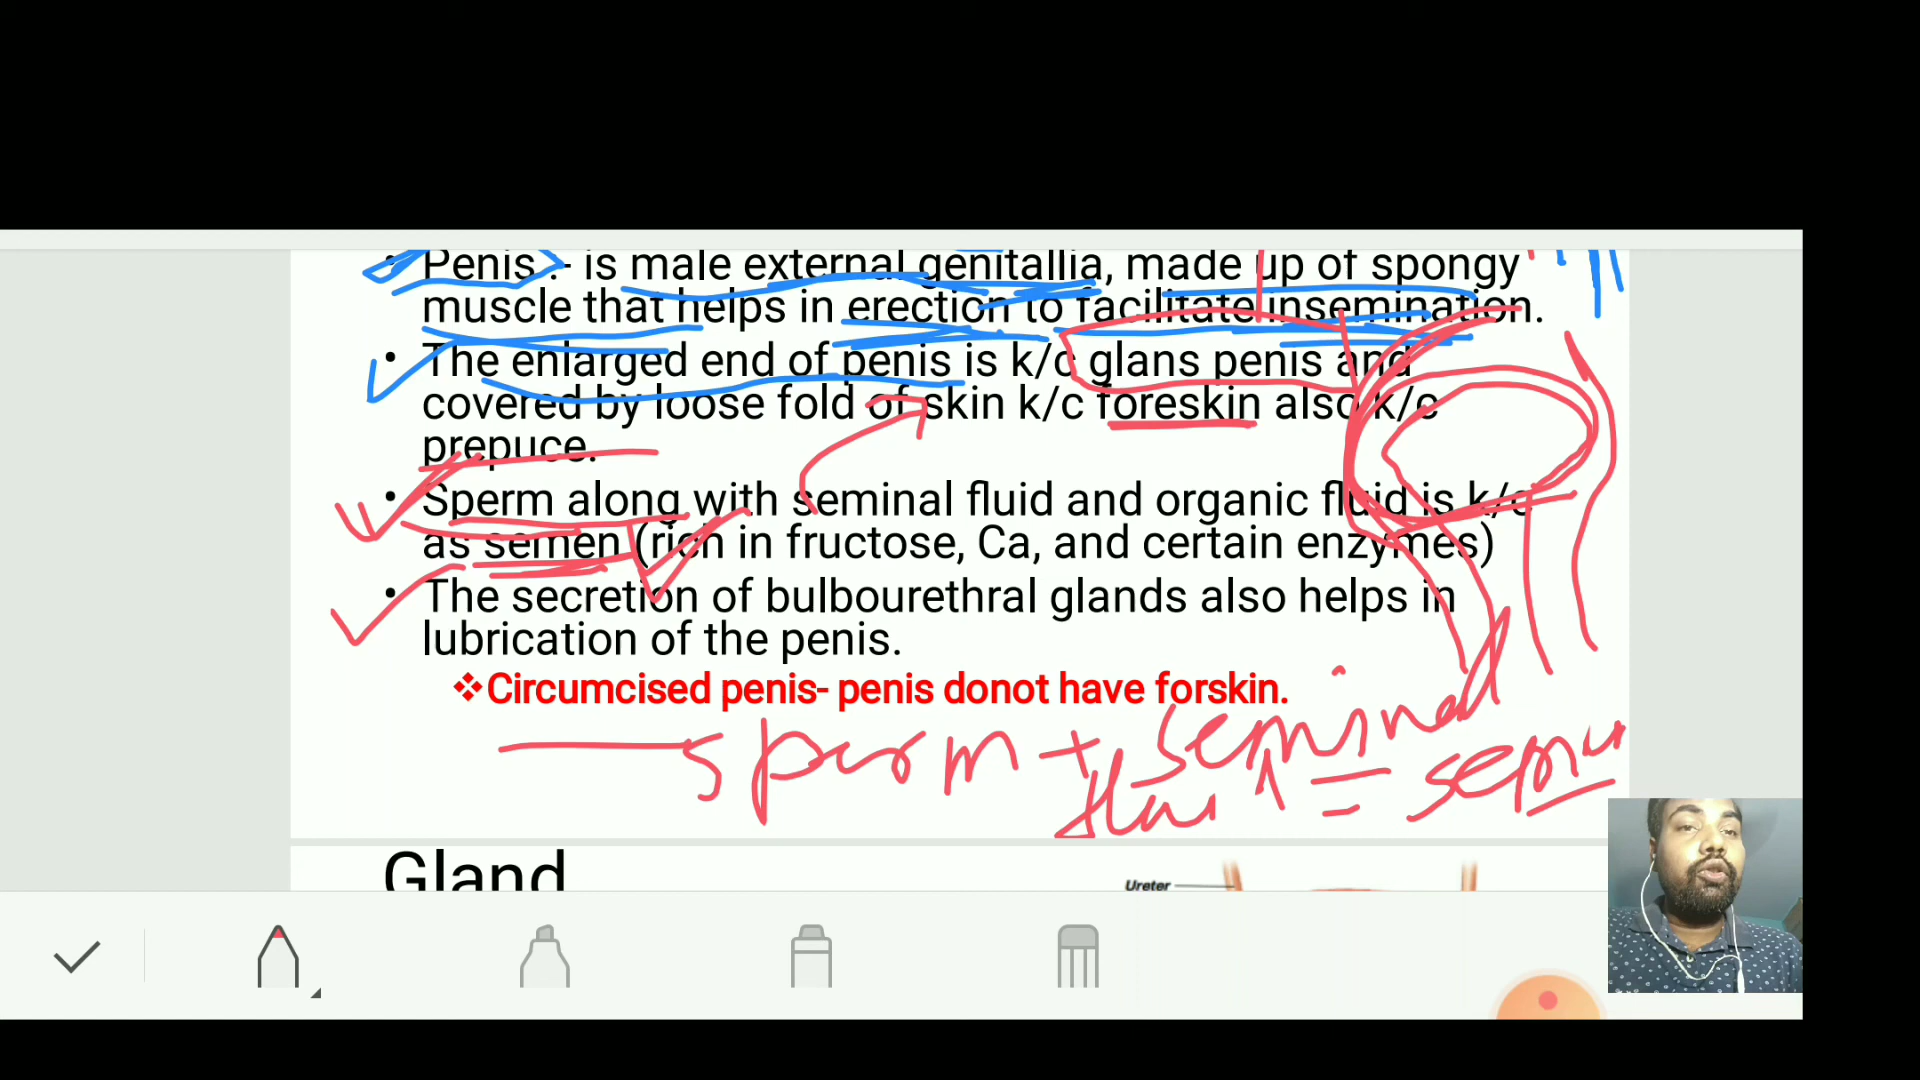 • Penis :- is male external genitallia, made up of spongy
muscle that helps in erection to facilitate insemination.
• The enlarged end of penis is k/c glans penis and
covered by loose fold of skin k/c foreskin also k/c
prepuce.
• Sperm along with seminal fluid and organic fluid is k/c
as semen (rich in fructose, Ca, and certain enzymes)
• The secretion of bulbourethral glands also helps in
lubrication of the penis.
❖Circumcised penis- penis donot have forskin.
sperm + seminal
= 
Gland
Ureter